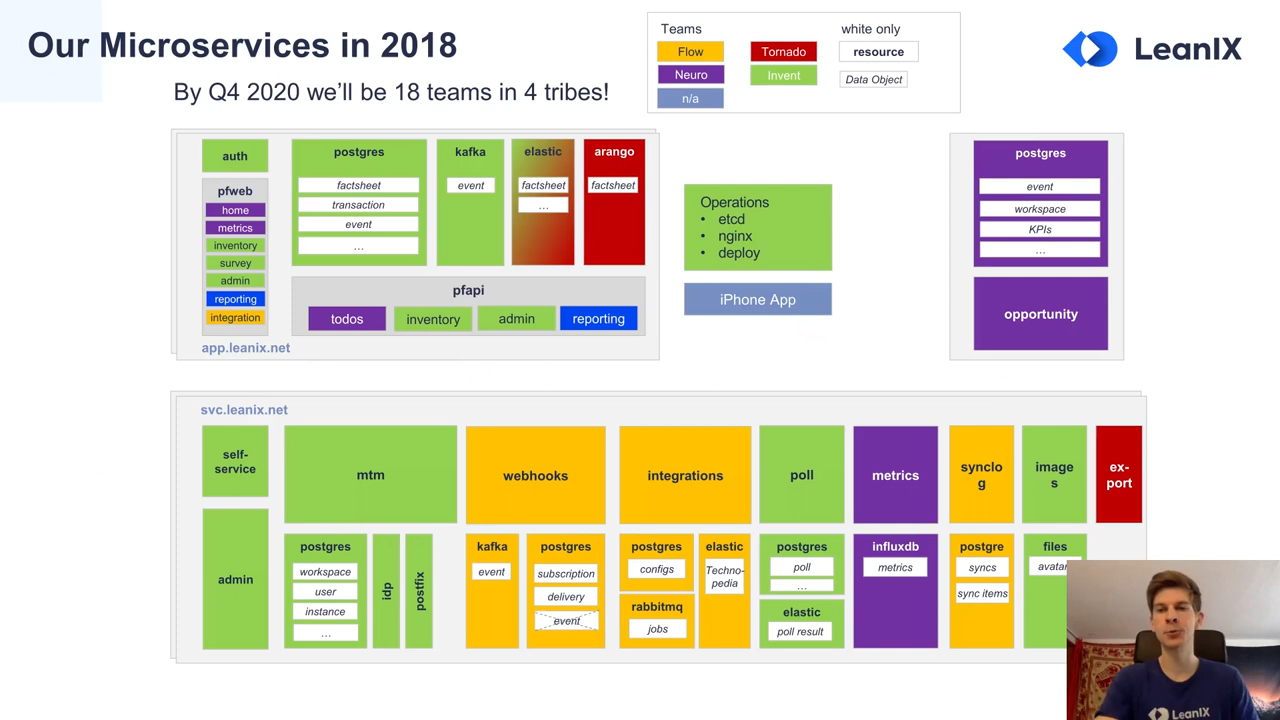 Our Microservices in 2018
By Q4 2020 we'll be 18 teams in 4 tribes!
Teams
white only
Flow
Tornado
resource
Neuro
Invent
Data Object
n/a
LeanIX
auth
pfweb
home
metrics
inventory
survey
admin
reporting
integration
postgres
factsheet
transaction
event
...
kafka
event
elastic
factsheet
...
arango
factsheet
pfapi
todos
inventory
admin
reporting
app.leanix.net
Operations
• etcd
• nginx
• deploy
iPhone App
postgres
event
workspace
KPIs
...
opportunity
svc.leanix.net
self-
service
admin
mtm
postgres
workspace
user
instance
...
idp
postfix
webhooks
kafka
event
postgres
subscription
delivery
event
integrations
postgres
configs
rabbitmq
jobs
elastic
Techno-
pedia
poll
postgres
poll
...
elastic
poll result
metrics
influxdb
metrics
synclo
g
postgre
syncs
sync items
image
s
files
avatar
ex-
port
LeanIX